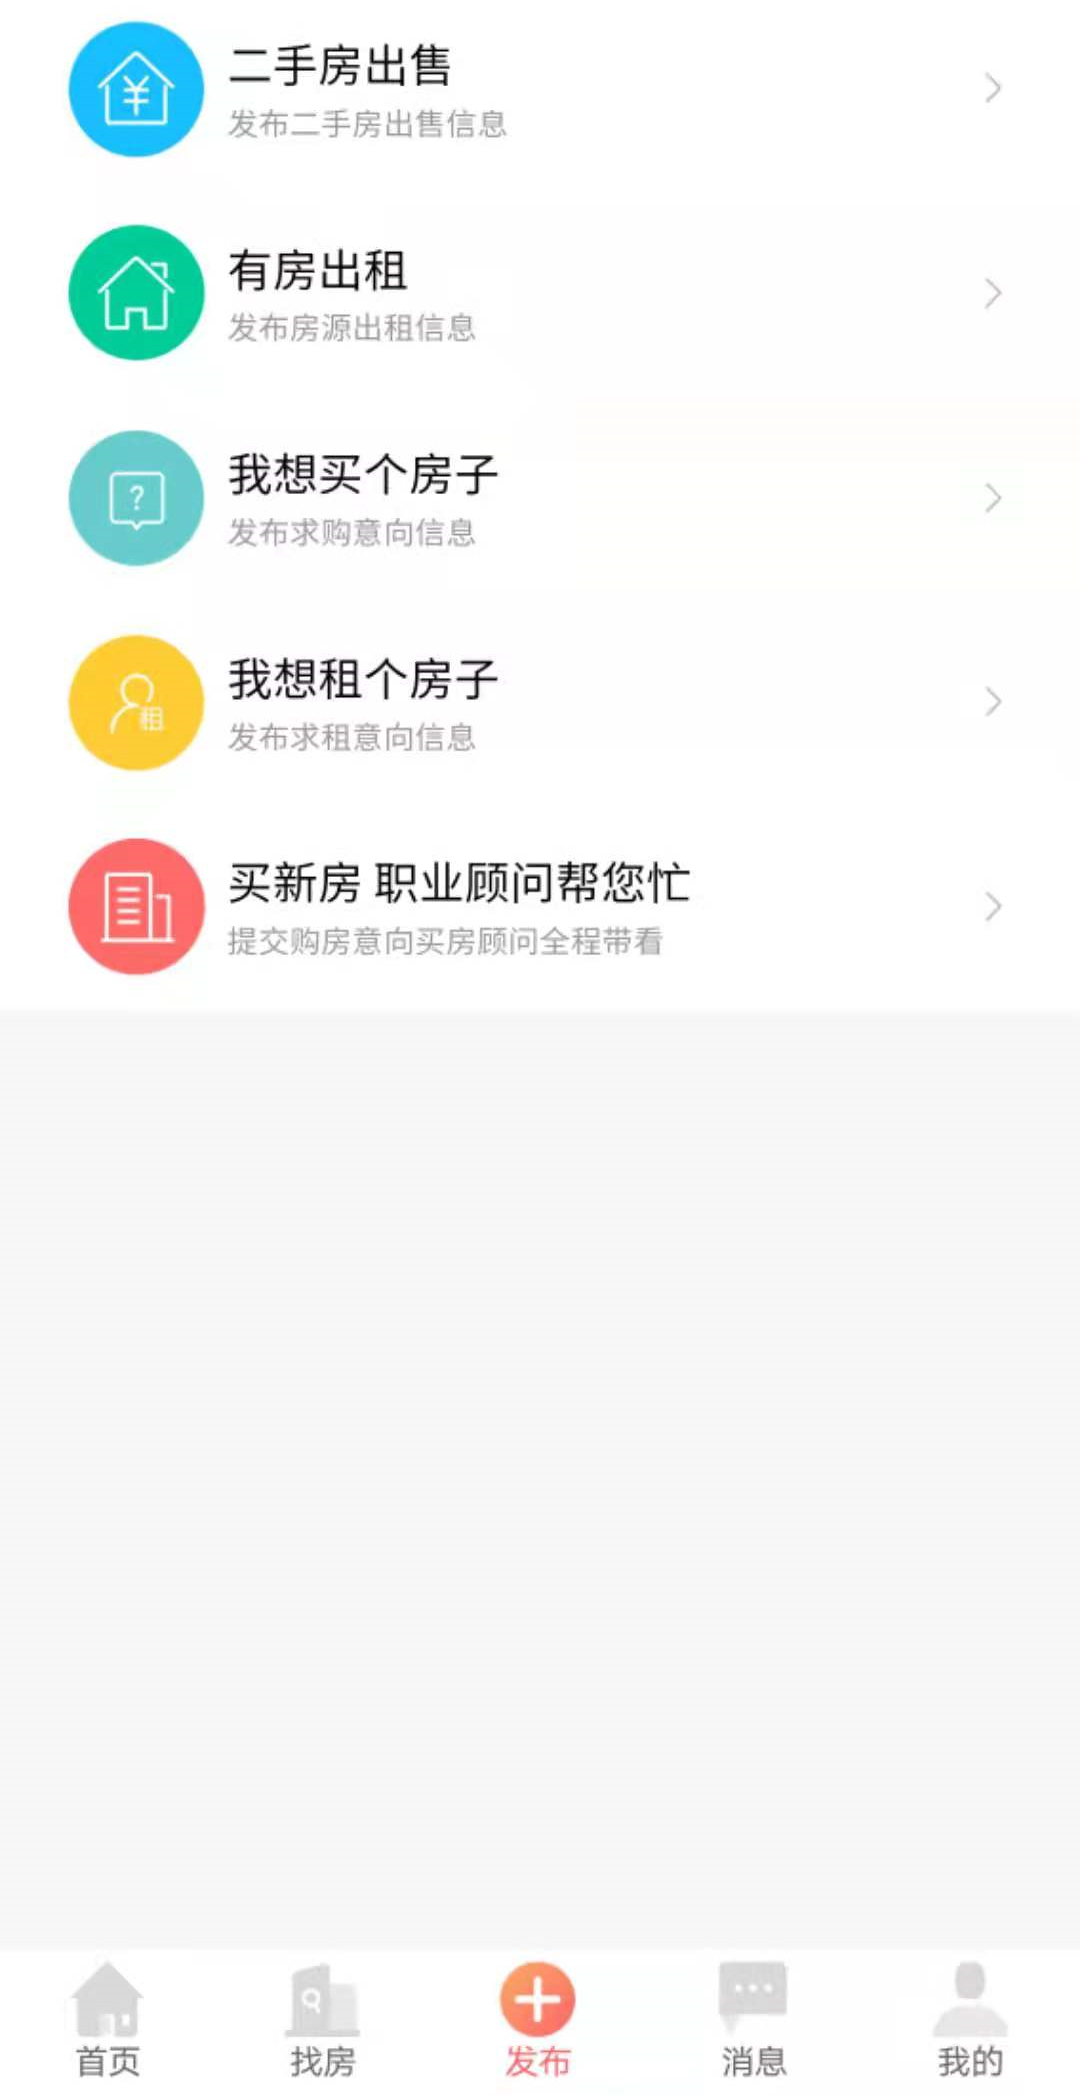 二手房出售
发布二手房出售信息
有房出租
发布房源出租信息
我想买个房子
发布求购意向信息
租
我想租个房子
发布求租意向信息
买新房 职业顾问帮您忙
提交购房意向买房顾问全程带看
首页
找房
发布
消息
我的